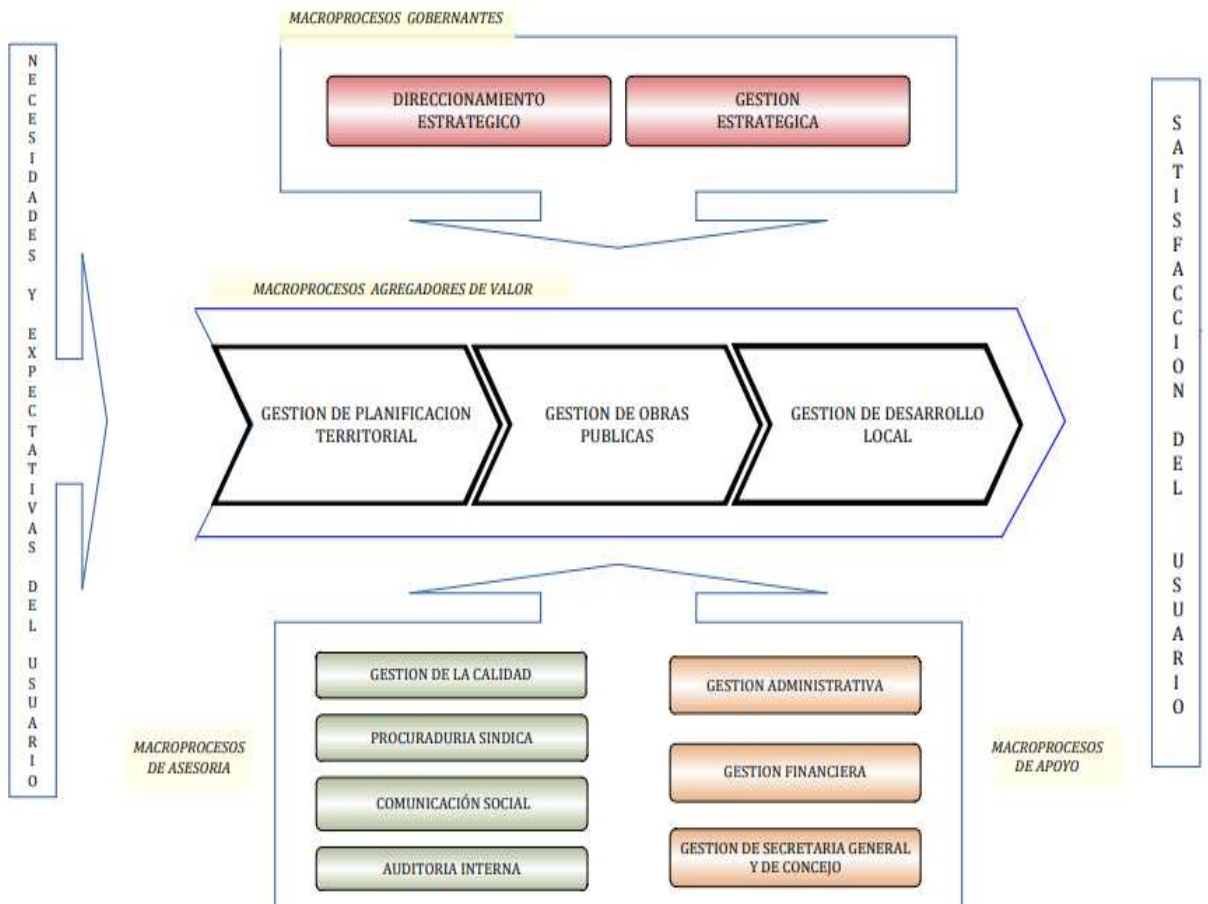 MACROPROCESOS GOBERNANTES
NECESIDADES Y EXPECTATIVAS DEL USUARIO
DIRECCIONAMIENTO
ESTRATEGICO
GESTION
ESTRATEGICA
SATISFACCION DEL USUARIO
MACROPROCESOS AGREGADORES DE VALOR
GESTION DE PLANIFICACION
TERRITORIAL
GESTION DE OBRAS
PUBLICAS
GESTION DE DESARROLLO
LOCAL
MACROPROCESOS
DE ASESORIA
GESTION DE LA CALIDAD
PROCURADURIA SINDICA
COMUNICACIÓN SOCIAL
AUDITORIA INTERNA
GESTION ADMINISTRATIVA
GESTION FINANCIERA
GESTION DE SECRETARIA GENERAL
Y DE CONCEJO
MACROPROCESOS
DE APOYO